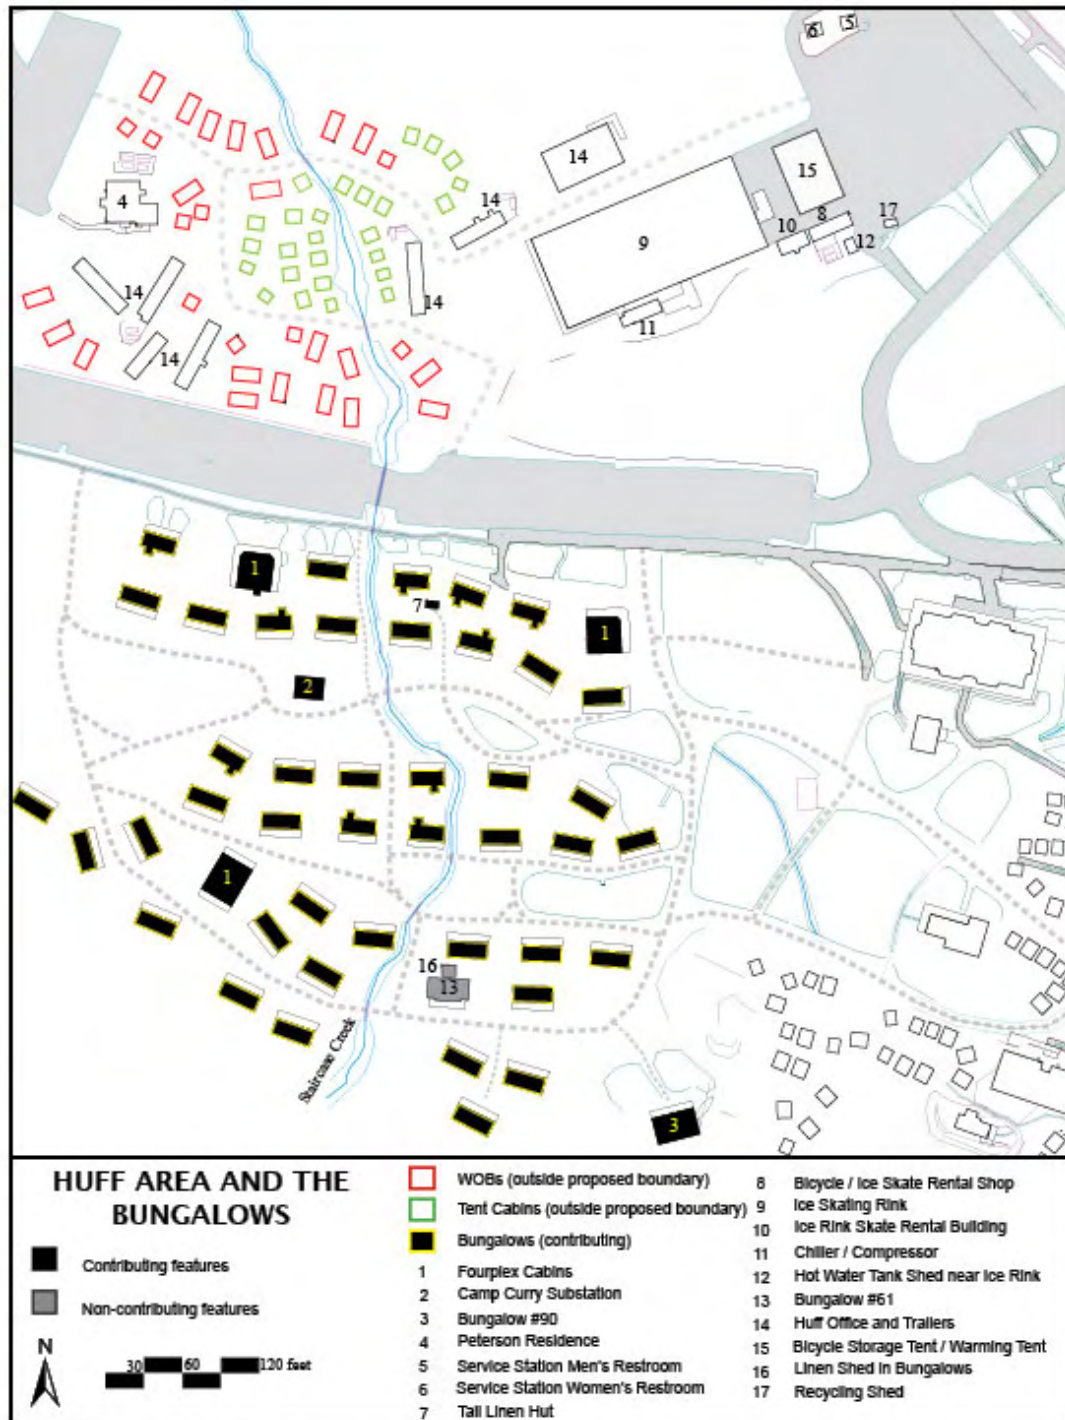 6
5
14
15
4
14
17
10
8
9
12
14
14
11
14
1
7
1
2
1
16
13
Staircase Creek
3
HUFF AREA AND THE
BUNGALOWS
Contributing features
Non-contributing features
N
30 60 120 feet
WOBs (outside proposed boundary)
Tent Cabins (outside proposed boundary)
Bungalows (contributing)
1 Fourplex Cabins
2 Camp Curry Substation
3 Bungalow #90
4 Peterson Residence
5 Service Station Men's Restroom
6 Service Station Women's Restroom
7 Tall Linen Hut
8 Bicycle / Ice Skate Rental Shop
9 Ice Skating Rink
10 Ice Rink Skate Rental Building
11 Chiller / Compressor
12 Hot Water Tank Shed near Ice Rink
13 Bungalow #61
14 Huff Office and Trailers
15 Bicycle Storage Tent / Warming Tent
16 Linen Shed in Bungalows
17 Recycling Shed